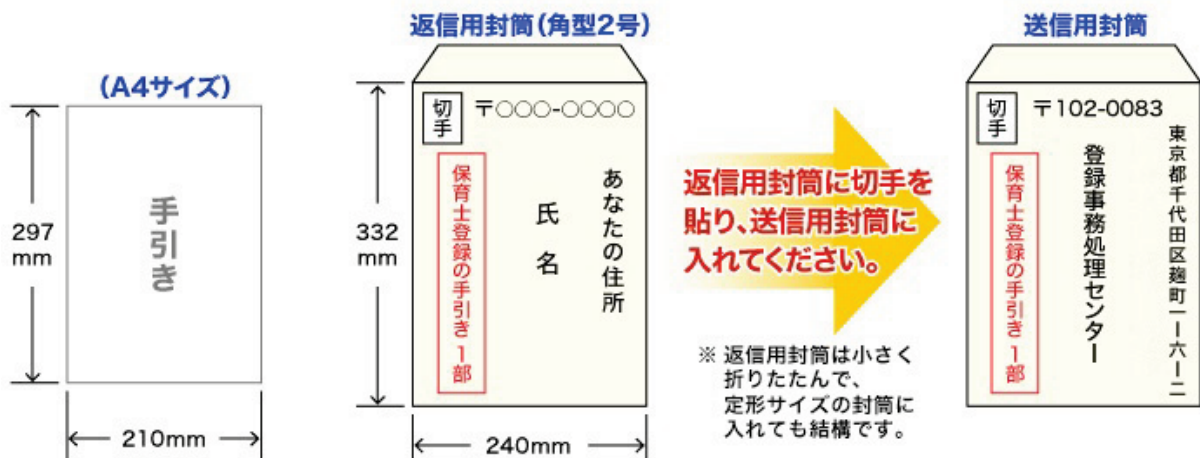 （A4サイズ）
手引き
297
mm
210mm
返信用封筒（角型2号）
切手
〒○○○-○○○○
あなたの住所
氏名
保育士登録の手引き 1部
332
mm
240mm
返信用封筒に切手を
貼り、送信用封筒に
入れてください。
※ 返信用封筒は小さく
折りたたんで、
定形サイズの封筒に
入れても結構です。
送信用封筒
切手
〒102-0083
東京都千代田区麹町一ー六ー二
登録事務処理センター
保育士登録の手引き 1部